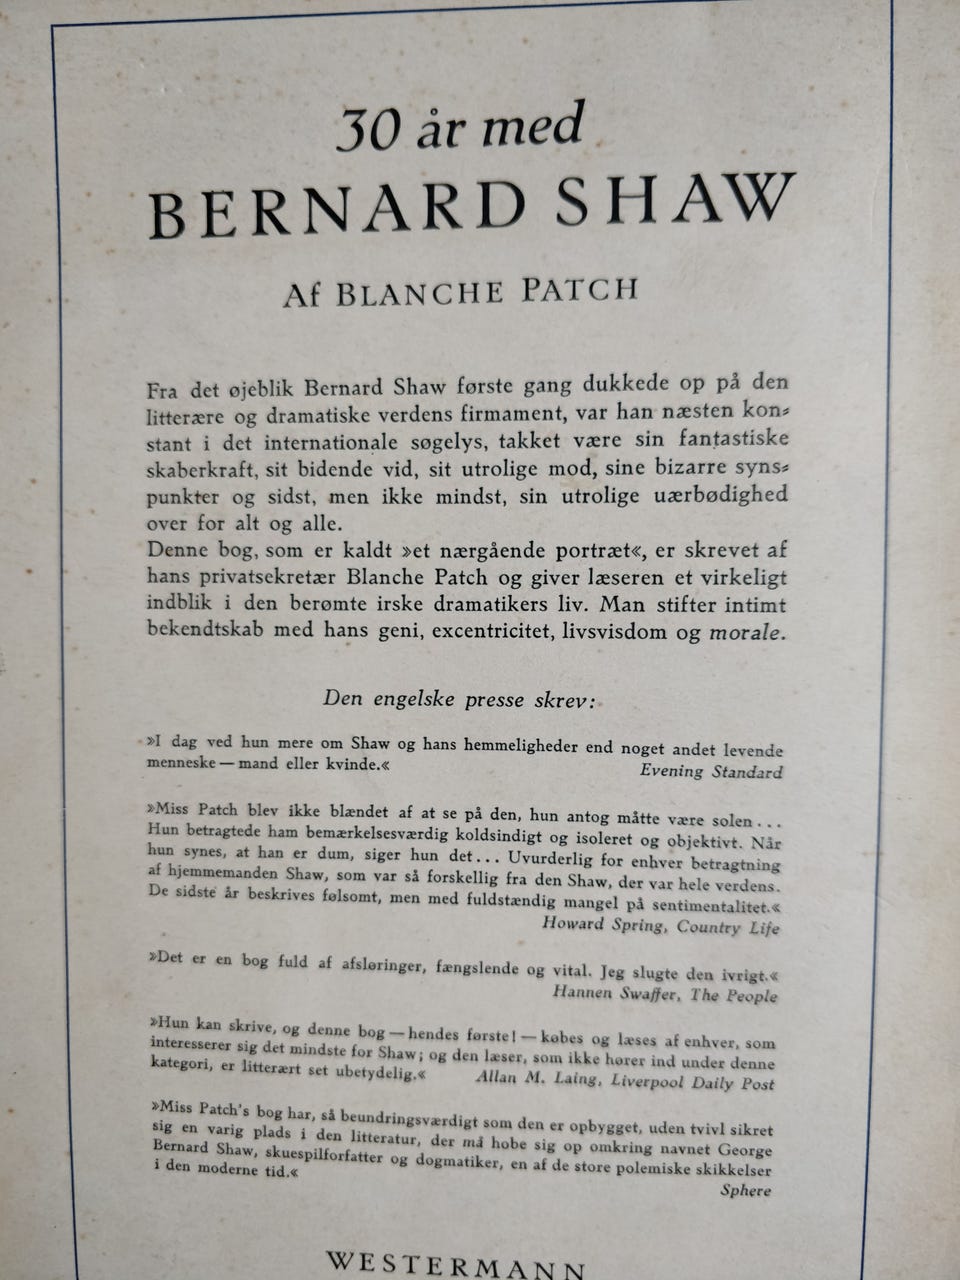 30 år med
BERNARD SHAW
Af BLANCHE PATCH
Fra det øjeblik Bernard Shaw første gang dukkede op på den
litterære og dramatiske verdens firmament, var han næsten kon⸗
stant i det internationale søgelys, takket være sin fantastiske
skaberkraft, sit bidende vid, sit utrolige mod, sine bizarre syns⸗
punkter og sidst, men ikke mindst, sin utrolige uærbødighed
over for alt og alle.
Denne bog, som er kaldt »et nærgående portræt«, er skrevet af
hans privatsekretær Blanche Patch og giver læseren et virkeligt
indblik i den berømte irske dramatikers liv. Man stifter intimt
bekendtskab med hans geni, excentricitet, livsvisdom og morale.
Den engelske presse skrev:
»I dag ved hun mere om Shaw og hans hemmeligheder end noget andet levende
menneske — mand eller kvinde.« Evening Standard
»Miss Patch blev ikke blændet af at se på den, hun antog måtte være solen . . .
Hun betragtede ham bemærkelsesværdig koldsindigt og isoleret og objektivt. Når
hun synes, at han er dum, siger hun det . . . Uvurderlig for enhver betragtning
af hjemmemanden Shaw, som var så forskellig fra den Shaw, der var hele verdens.
De sidste år beskrives følsomt, men med fuldstændig mangel på sentimentalitet.«
Howard Spring, Country Life
»Det er en bog fuld af afsløringer, fængslende og vital. Jeg slugte den ivrigt.«
Hannen Swaffer, The People
»Hun kan skrive, og denne bog — hendes første! — købes og læses af enhver, som
interesserer sig det mindste for Shaw; og den læser, som ikke hører ind under denne
kategori, er litterært set ubetydelig.« Allan M. Laing, Liverpool Daily Post
»Miss Patch's bog har, så beundringsværdigt som den er opbygget, uden tvivl sikret
sig en varig plads i den litteratur, der må hobe sig op omkring navnet George
Bernard Shaw, skuespilforfatter og dogmatiker, en af de store polemiske skikkelser
i den moderne tid.«
Sphere
WESTERMANN